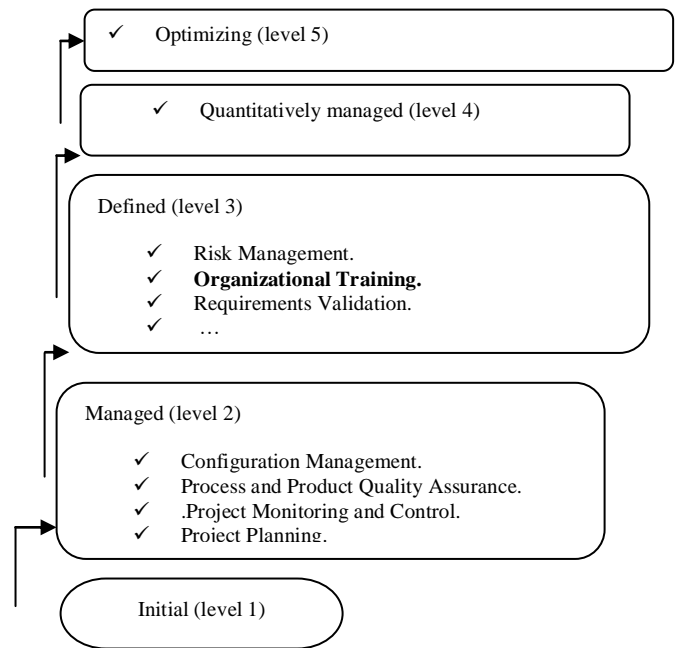 ✓ Optimizing (level 5)
✓ Quantitatively managed (level 4)
Defined (level 3)
✓ Risk Management.
✓ Organizational Training.
✓ Requirements Validation.
✓ …
Managed (level 2)
✓ Configuration Management.
✓ Process and Product Quality Assurance.
✓ .Project Monitoring and Control.
✓ Project Planning.
Initial (level 1)